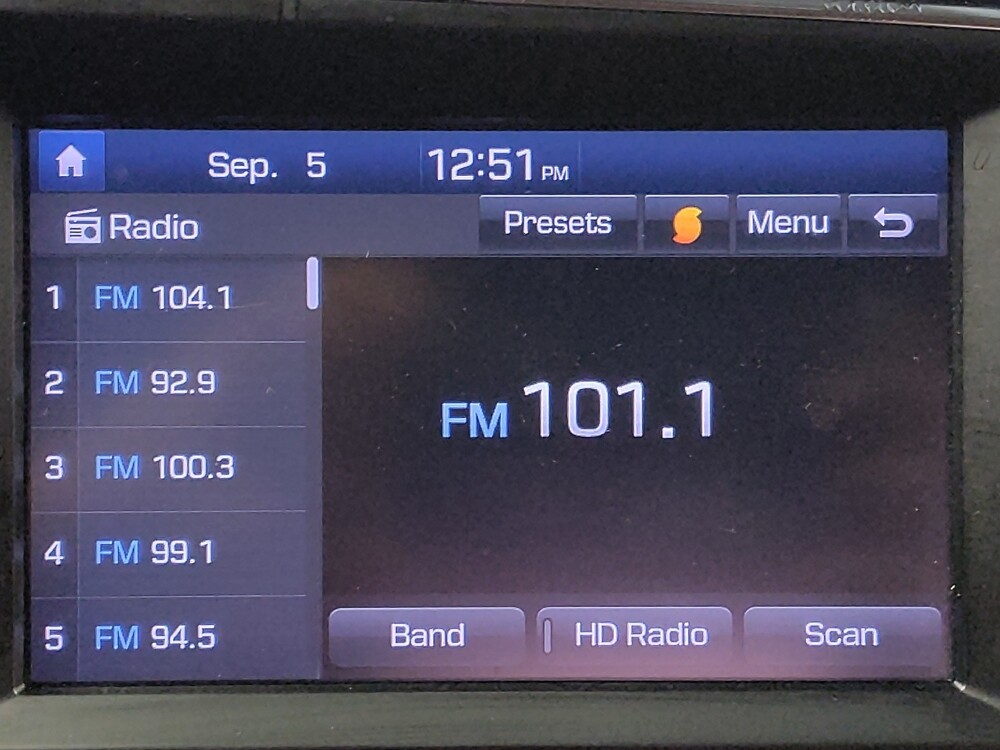 Sep. 5 12:51 PM
Radio Presets Menu
1 FM 104.1
2 FM 92.9
3 FM 100.3
4 FM 99.1
5 FM 94.5
FM 101.1
Band HD Radio Scan